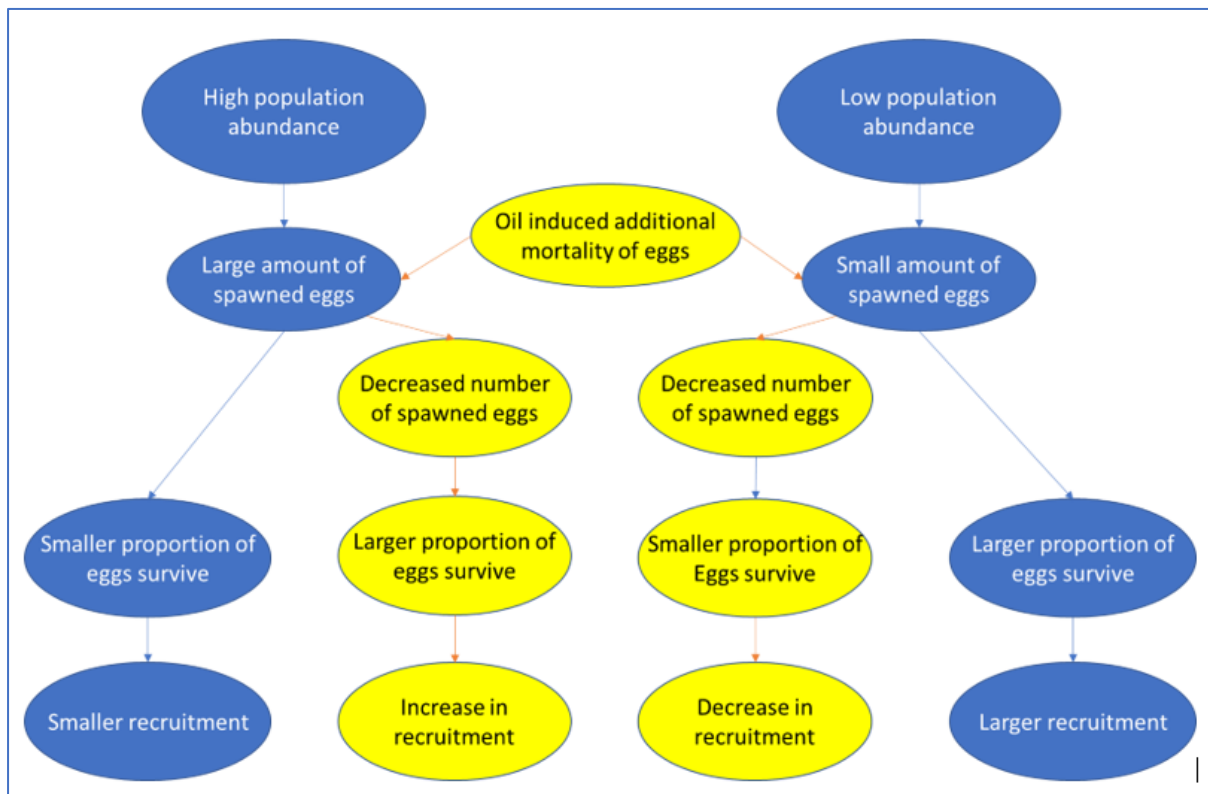 High population
abundance
Low population
abundance
Oil induced additional
mortality of eggs
Large amount of
spawned eggs
Small amount of
spawned eggs
Decreased number
of spawned eggs
Decreased number
of spawned eggs
Smaller proportion of
eggs survive
Larger proportion of
eggs survive
Smaller proportion of
Eggs survive
Larger proportion of
eggs survive
Smaller recruitment
Increase in
recruitment
Decrease in
recruitment
Larger recruitment